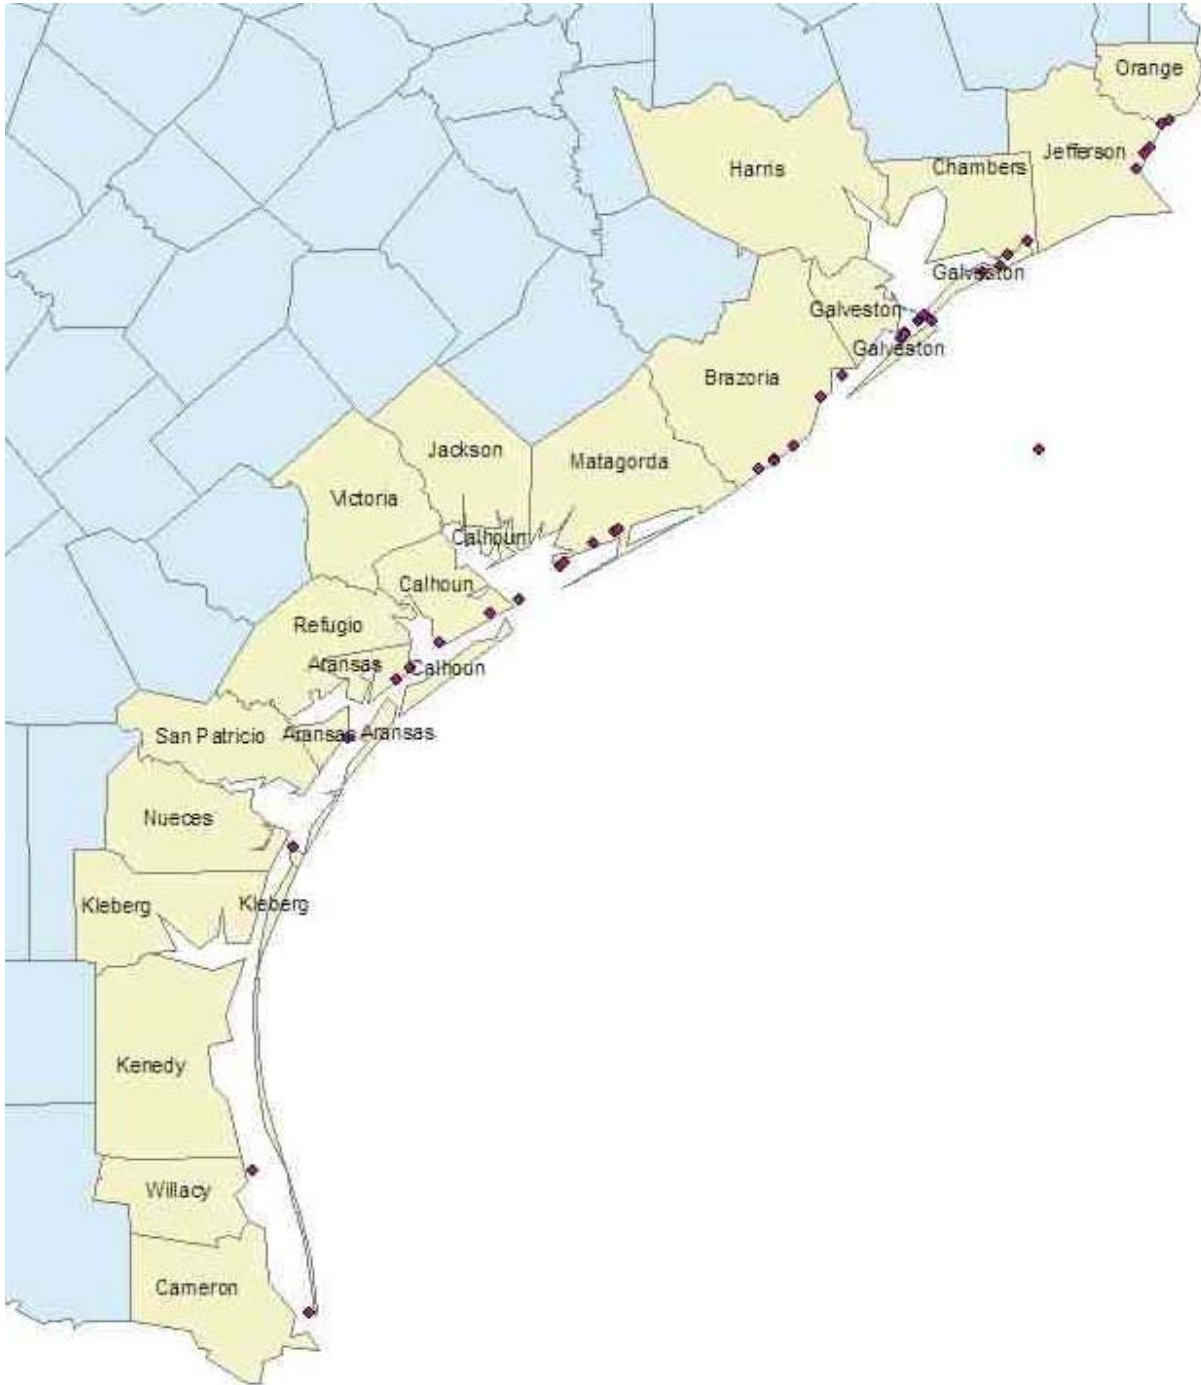 Orange
Jefferson
Harris
Chambers
Galveston
Galveston
Galveston
Brazoria
Jackson
Matagorda
Victoria
Calhoun
Calhoun
Refugio
Aransas
Calhoun
San Patricio
Aransas
Aransas
Nueces
Kleberg
Kleberg
Kenedy
Willacy
Cameron